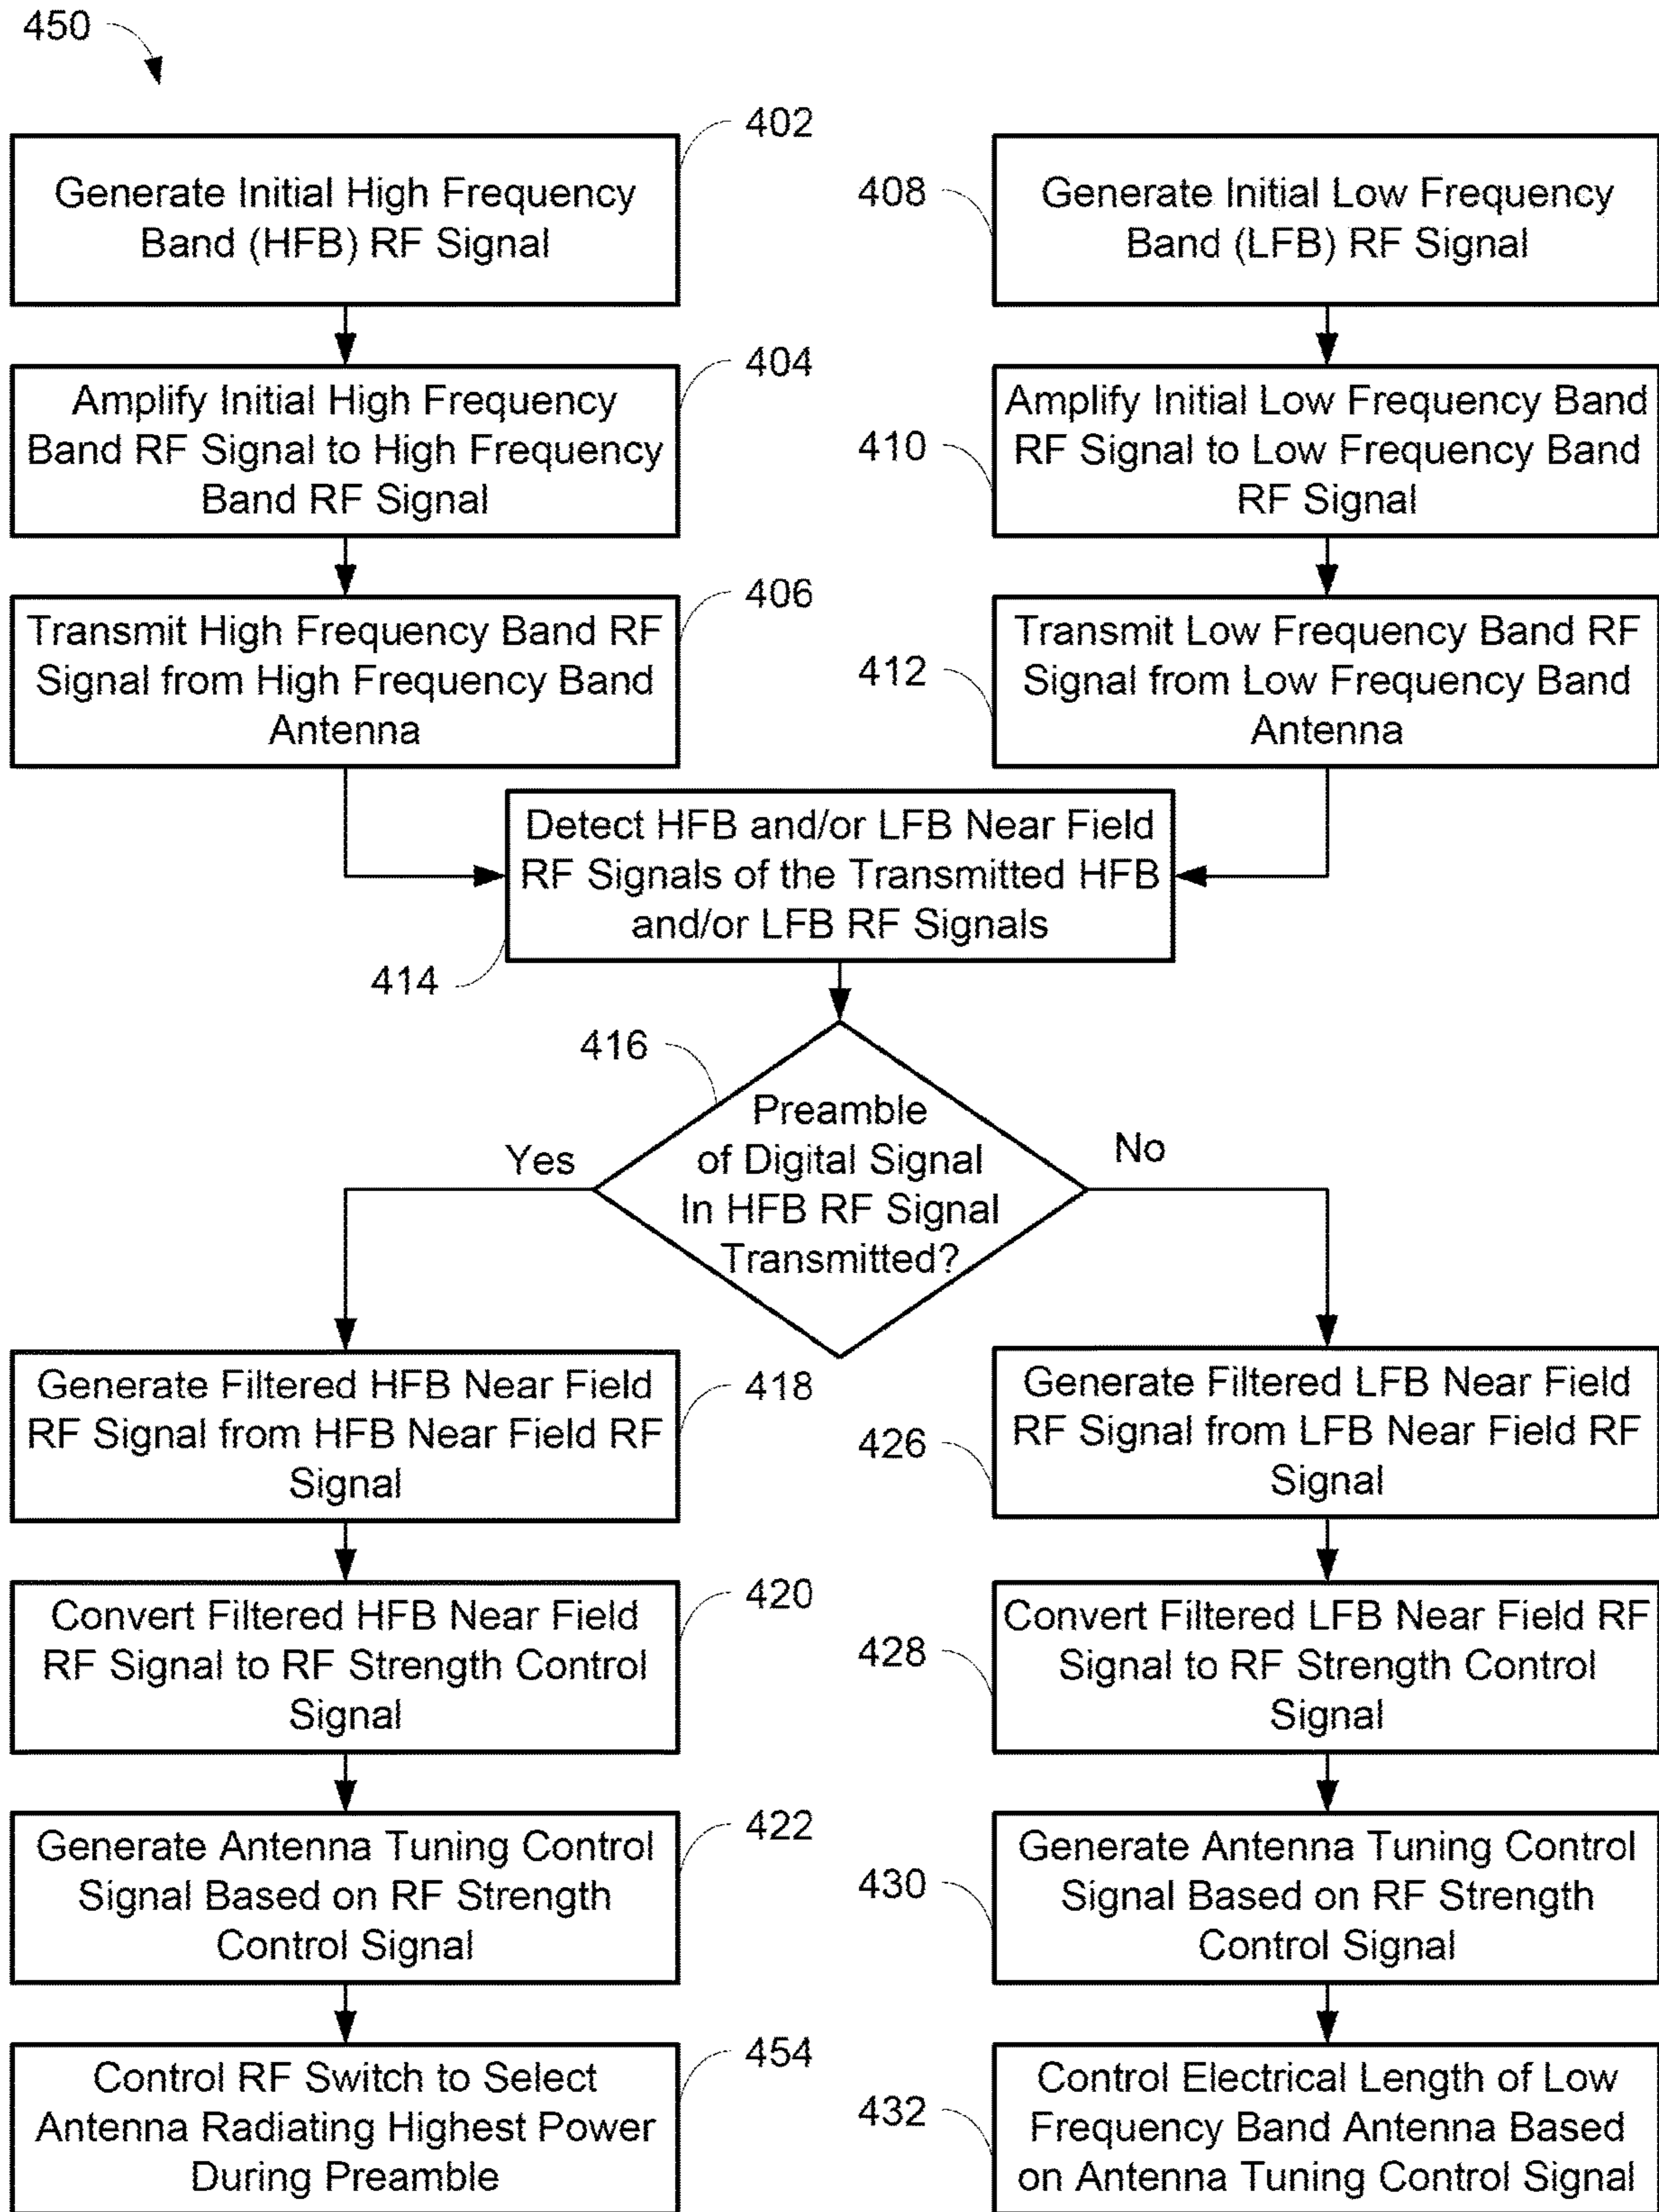 450
402
Generate Initial High Frequency
Band (HFB) RF Signal
408
Generate Initial Low Frequency
Band (LFB) RF Signal
404
Amplify Initial High Frequency
Band RF Signal to High Frequency
Band RF Signal
410
Amplify Initial Low Frequency Band
RF Signal to Low Frequency Band
RF Signal
406
Transmit High Frequency Band RF
Signal from High Frequency Band
Antenna
412
Transmit Low Frequency Band RF
Signal from Low Frequency Band
Antenna
Detect HFB and/or LFB Near Field
RF Signals of the Transmitted HFB
and/or LFB RF Signals
414
416
Preamble
of Digital Signal
In HFB RF Signal
Transmitted?
Yes
No
Generate Filtered HFB Near Field
RF Signal from HFB Near Field RF
Signal
418
426
Generate Filtered LFB Near Field
RF Signal from LFB Near Field RF
Signal
Convert Filtered HFB Near Field
RF Signal to RF Strength Control
Signal
420
428
Convert Filtered LFB Near Field RF
Signal to RF Strength Control
Signal
Generate Antenna Tuning Control
Signal Based on RF Strength
Control Signal
422
430
Generate Antenna Tuning Control
Signal Based on RF Strength
Control Signal
Control RF Switch to Select
Antenna Radiating Highest Power
During Preamble
454
432
Control Electrical Length of Low
Frequency Band Antenna Based
on Antenna Tuning Control Signal